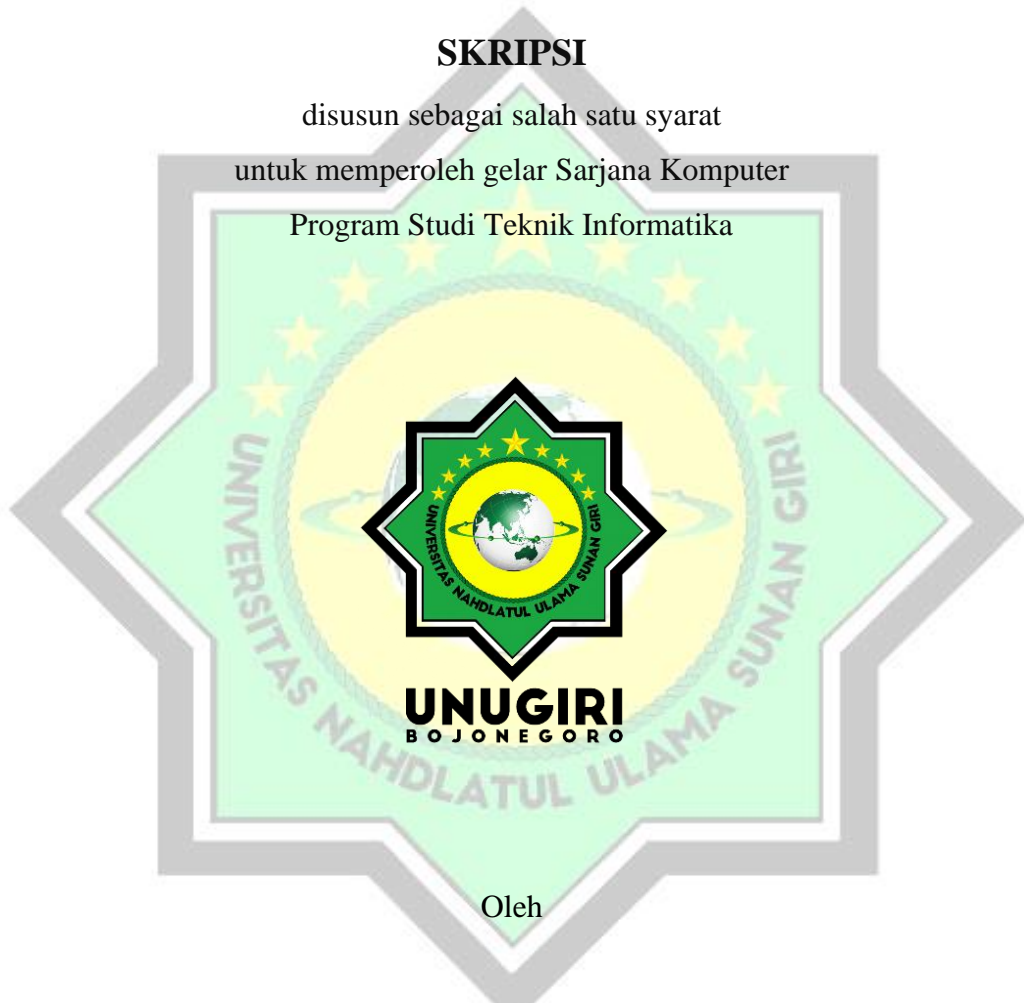 SKRIPSI
disusun sebagai salah satu syarat
untuk memperoleh gelar Sarjana Komputer
Program Studi Teknik Informatika
UNIVERSITAS NAHDLATUL ULAMA SUNAN GIRI
UNIVERSITAS NAHDLATUL ULAMA SUNAN GIRI
UNUGIRI
BOJONEGORO
Oleh